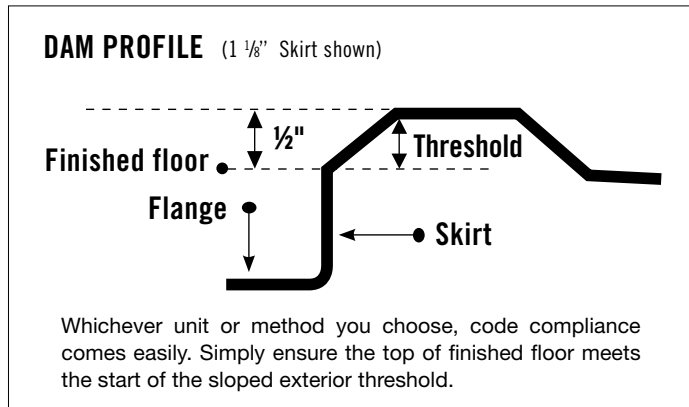 DAM PROFILE (1 ⅛” Skirt shown)
½"
Threshold
Finished floor
Flange
Skirt
Whichever unit or method you choose, code compliance
comes easily. Simply ensure the top of finished floor meets
the start of the sloped exterior threshold.